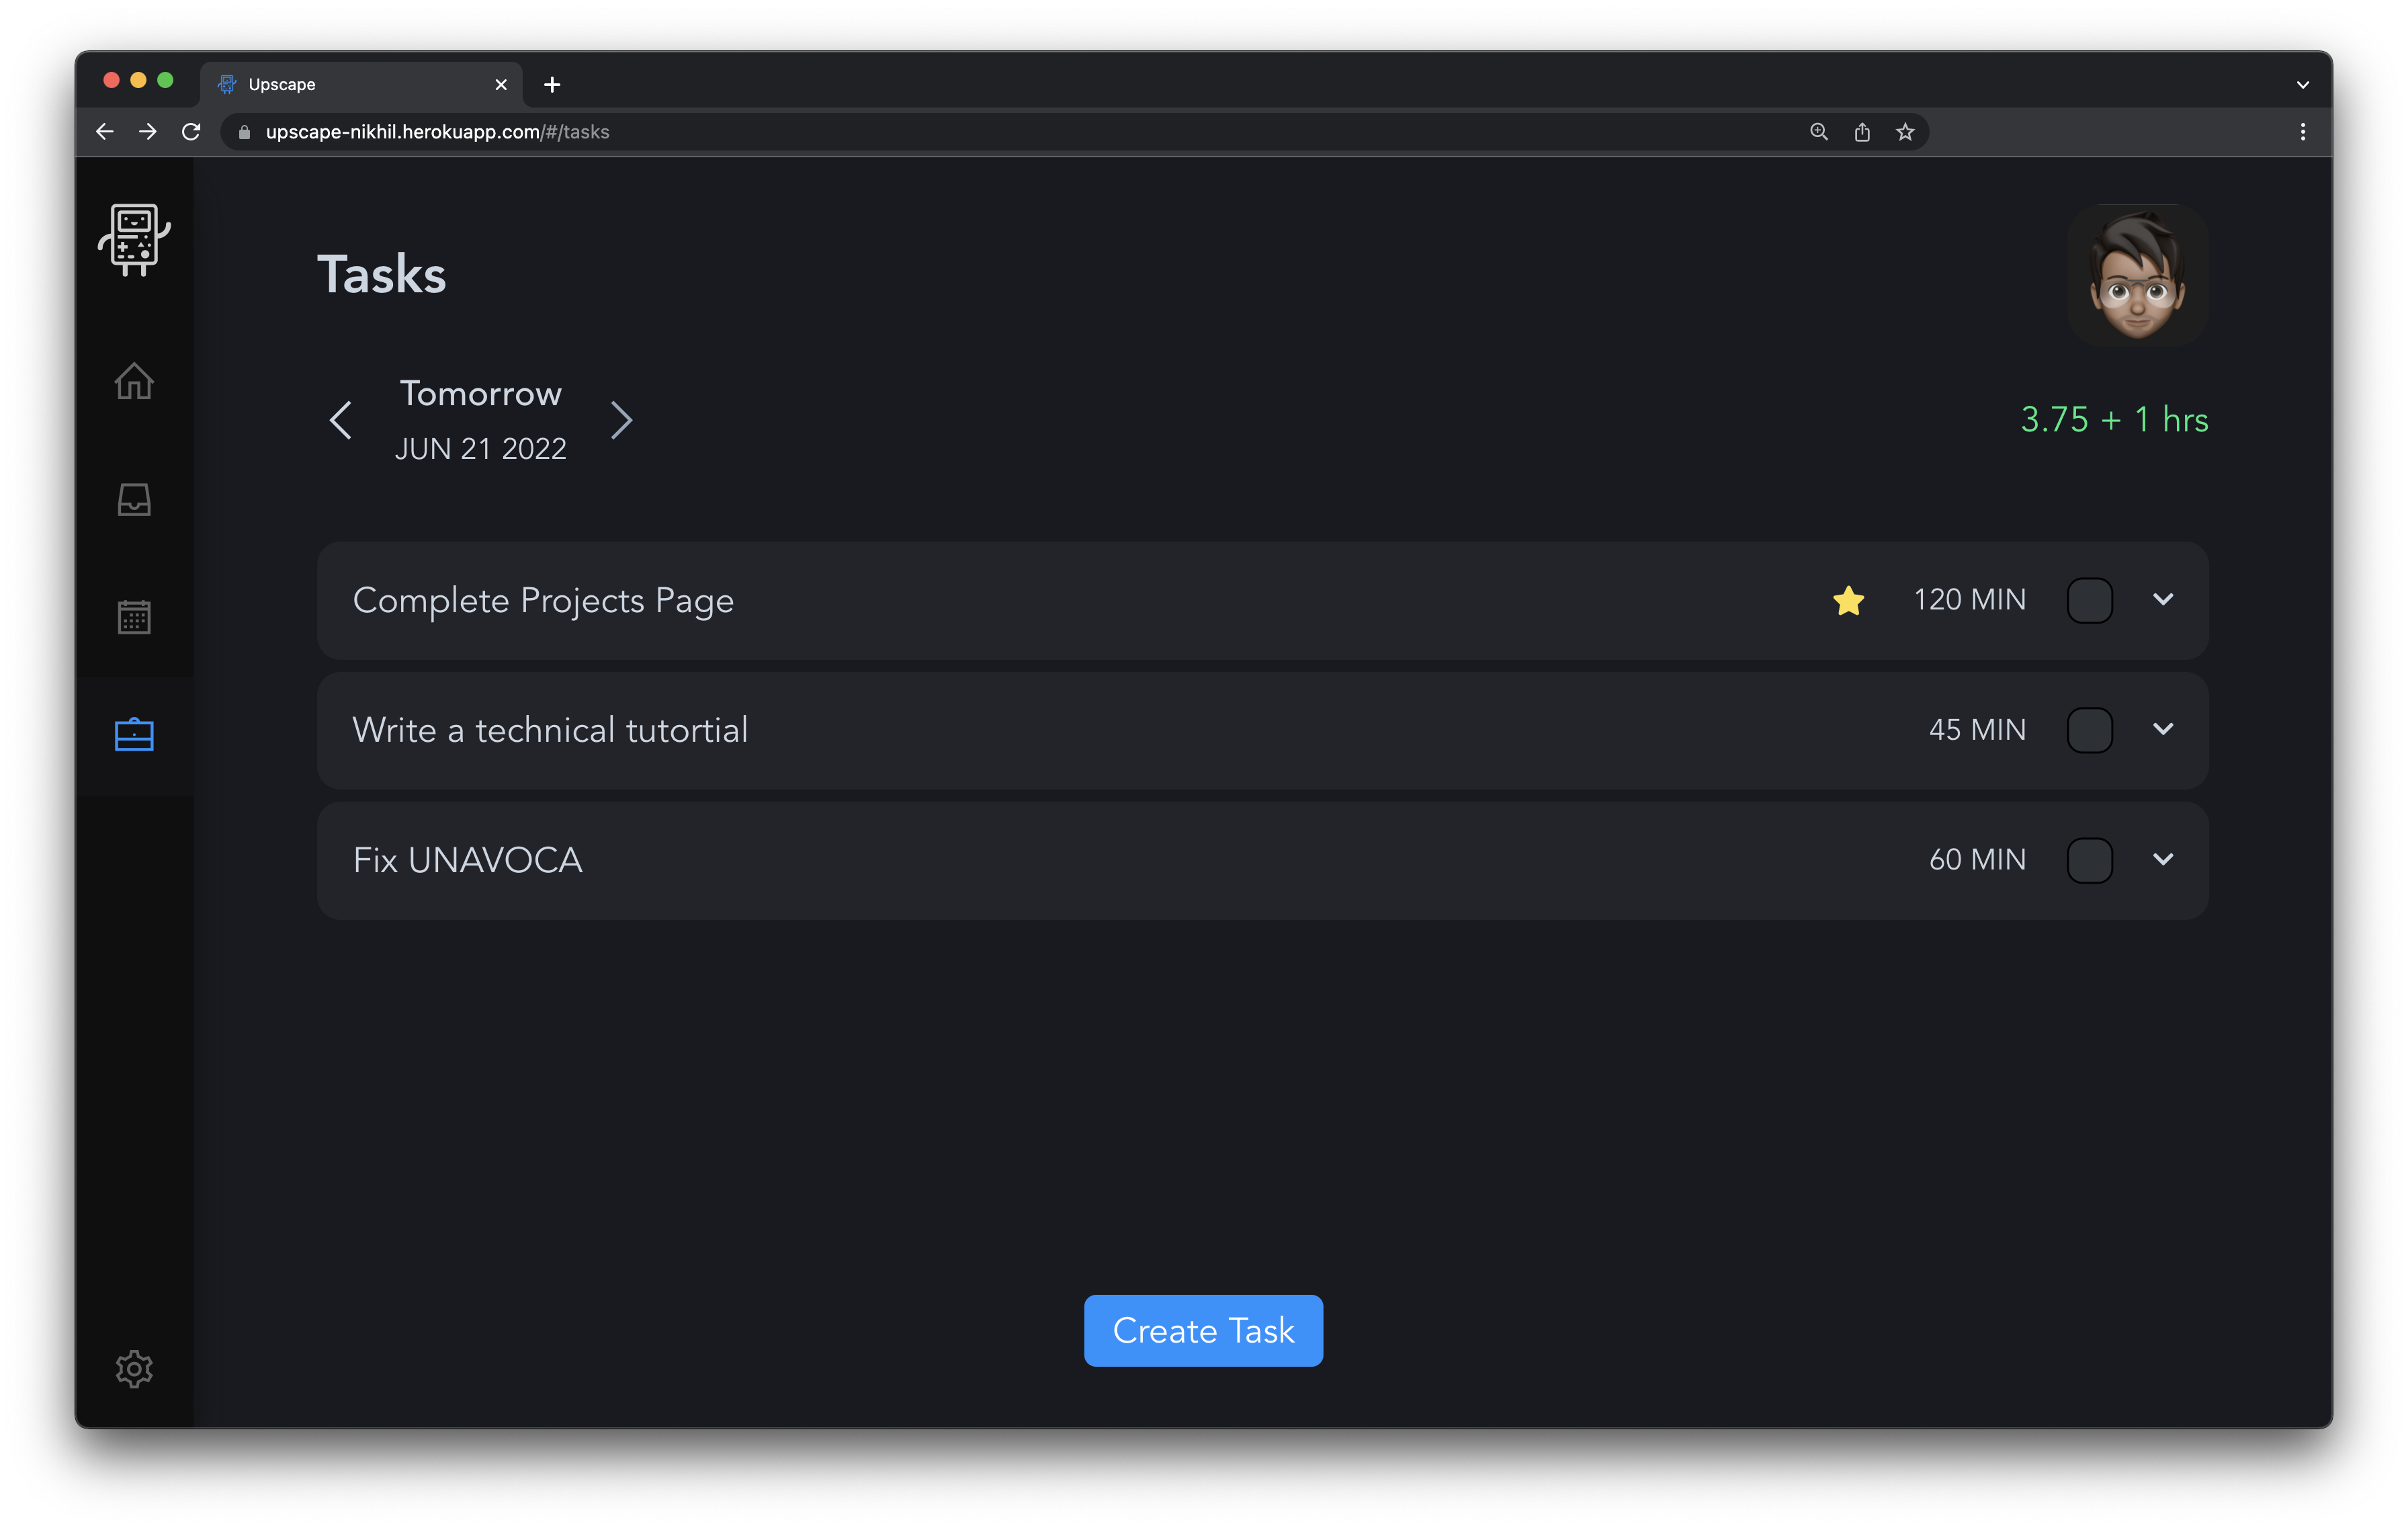 Upscape
upscape-nikhil.herokuapp.com/#/tasks
Tasks
Tomorrow
JUN 21 2022
3.75 + 1 hrs
Complete Projects Page 120 MIN
Write a technical tutortial 45 MIN
Fix UNAVOCA 60 MIN
Create Task